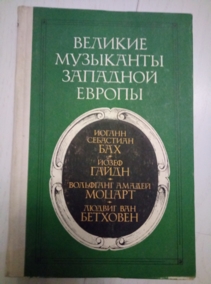 ВЕЛИКИЕ
МУЗЫКАНТЫ
ЗАПАДНОЙ
ЕВРОПЫ
ИОГАНН
СЕБАСТИАН
БАХ
ЙОЗЕФ
ГАЙДН
ВОЛЬФГАНГ АМАДЕЙ
МОЦАРТ
ЛЮДВИГ ВАН
БЕТХОВЕН